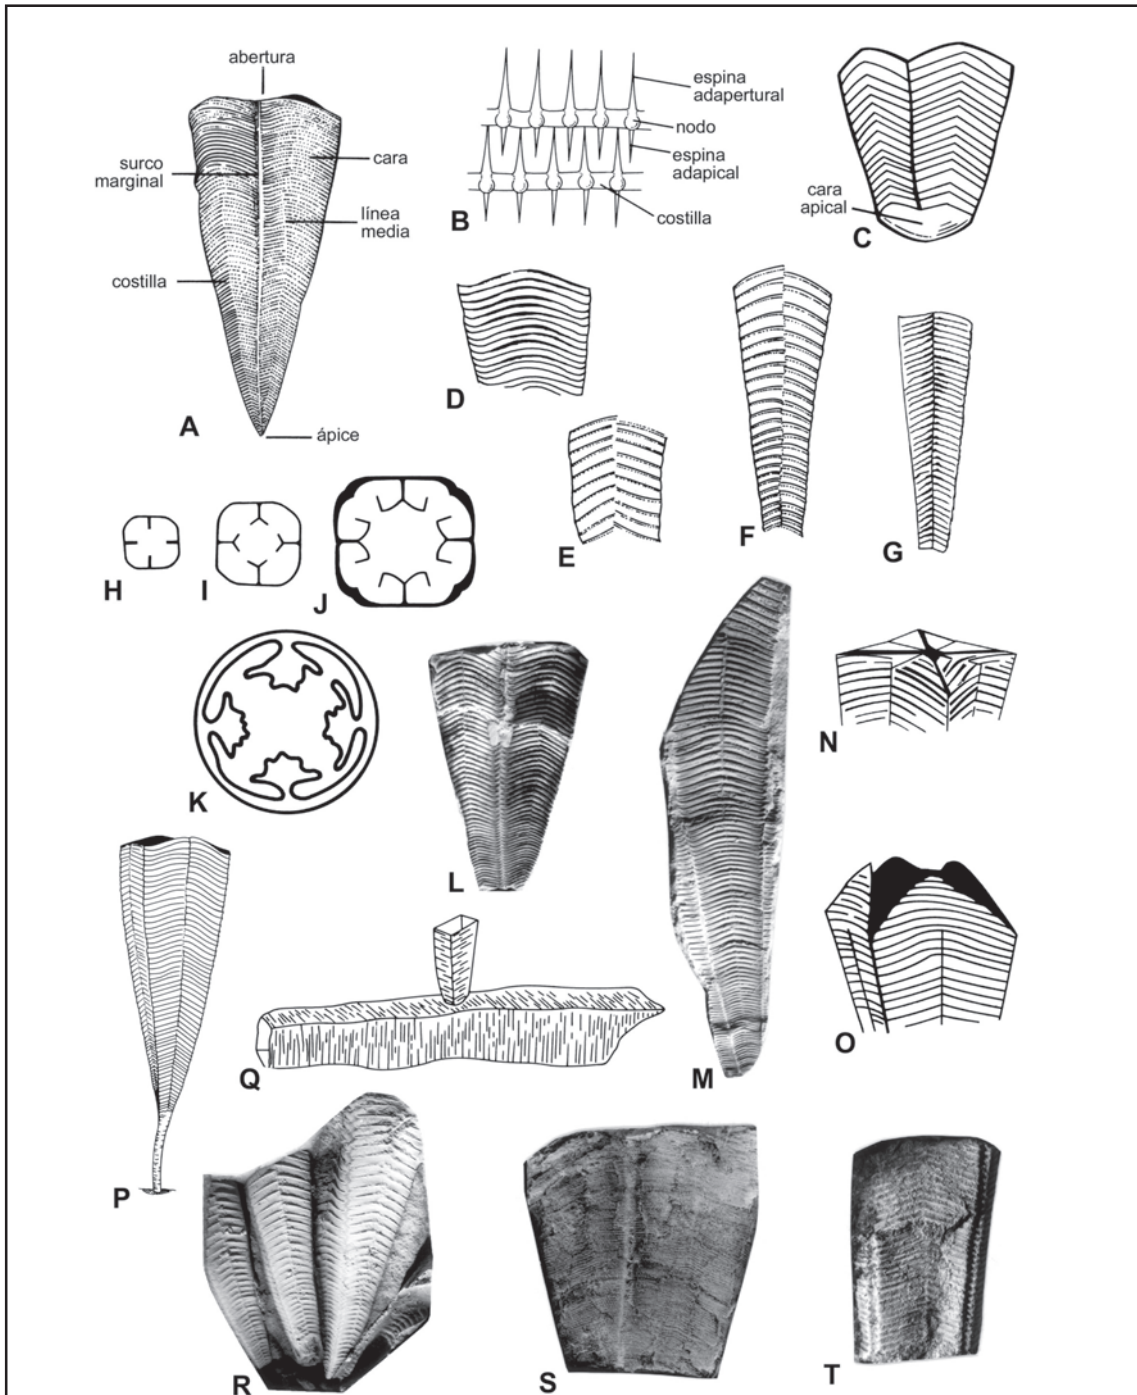 abertura
surco
marginal
cara
línea
media
costilla
ápice
A
espina
adapertural
nodo
espina
adapical
costilla
B
cara
apical
C
D
E
F
G
H
I
J
K
L
M
N
O
P
Q
R
S
T